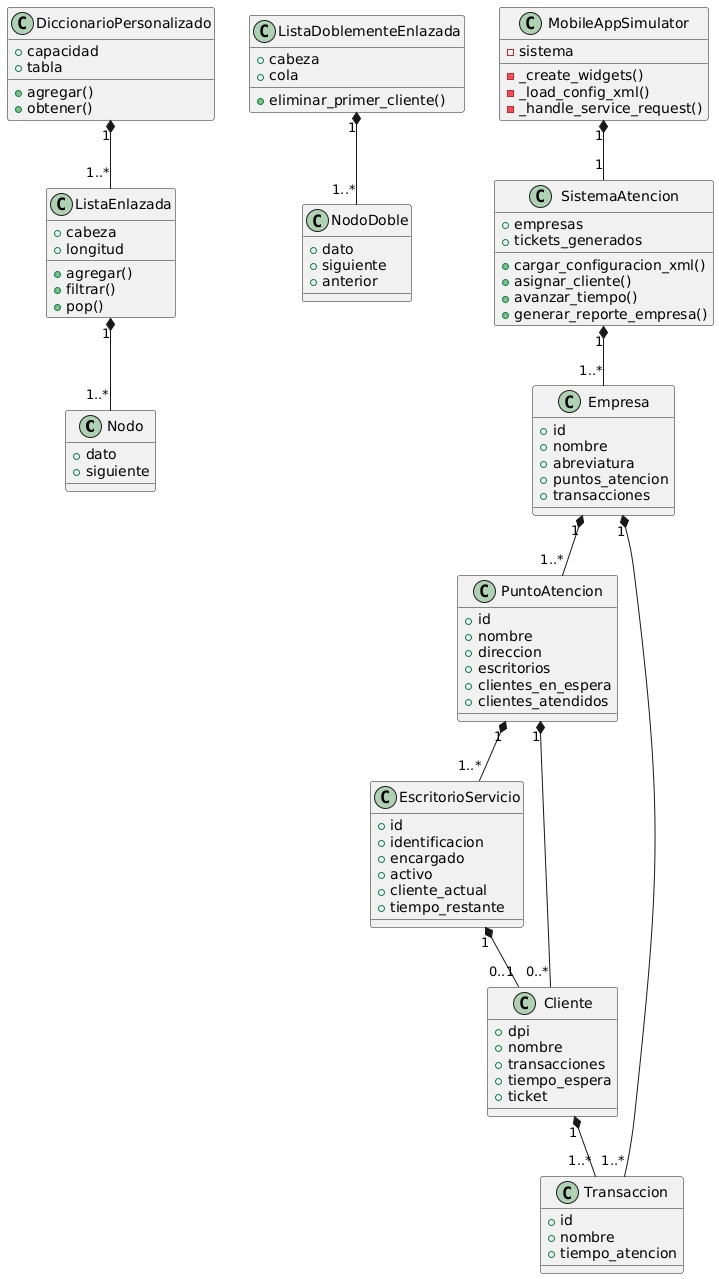 C DiccionarioPersonalizado
capacidad
tabla
agregar()
obtener()
1
1..*
C ListaEnlazada
cabeza
longitud
agregar()
filtrar()
pop()
1
1..*
C Nodo
dato
siguiente
C ListaDoblementeEnlazada
cabeza
cola
eliminar_primer_cliente()
1
1..*
C NodoDoble
dato
siguiente
anterior
C MobileAppSimulator
sistema
_create_widgets()
_load_config_xml()
_handle_service_request()
1
1
C SistemaAtencion
empresas
tickets_generados
cargar_configuracion_xml()
asignar_cliente()
avanzar_tiempo()
generar_reporte_empresa()
1
1..*
C Empresa
id
nombre
abreviatura
puntos_atencion
transacciones
1 1
1..*
C PuntoAtencion
id
nombre
direccion
escritorios
clientes_en_espera
clientes_atendidos
1 1
1..*
C EscritorioServicio
id
identificacion
encargado
activo
cliente_actual
tiempo_restante
1
0..1 0..*
C Cliente
dpi
nombre
transacciones
tiempo_espera
ticket
1
1..* 1..*
C Transaccion
id
nombre
tiempo_atencion